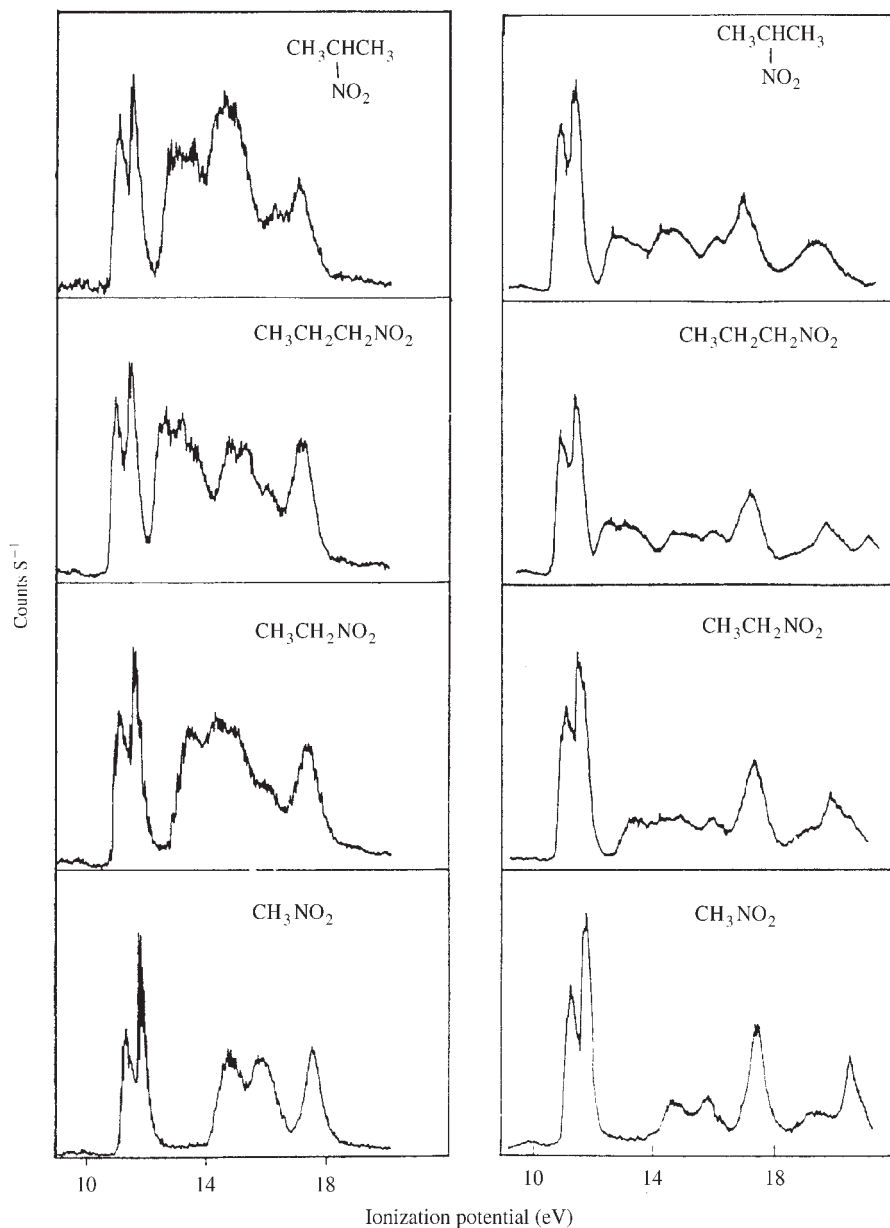 CH₃CHCH₃
NO₂
CH₃CH₂CH₂NO₂
CH₃CH₂NO₂
CH₃NO₂
CH₃CHCH₃
NO₂
CH₃CH₂CH₂NO₂
CH₃CH₂NO₂
CH₃NO₂
Counts S⁻¹
10 14 18
10 14 18
Ionization potential (eV)